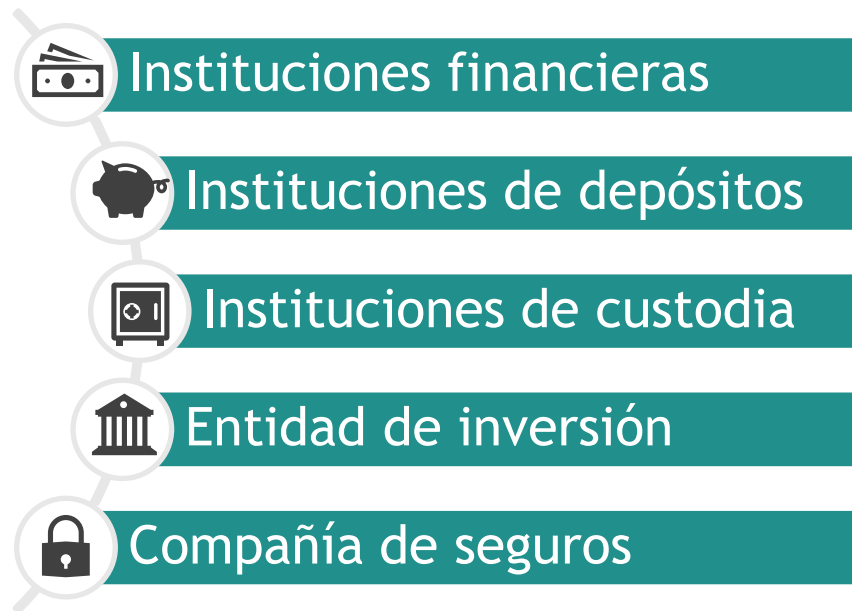 Instituciones financieras
Instituciones de depósitos
Instituciones de custodia
Entidad de inversión
Compañía de seguros